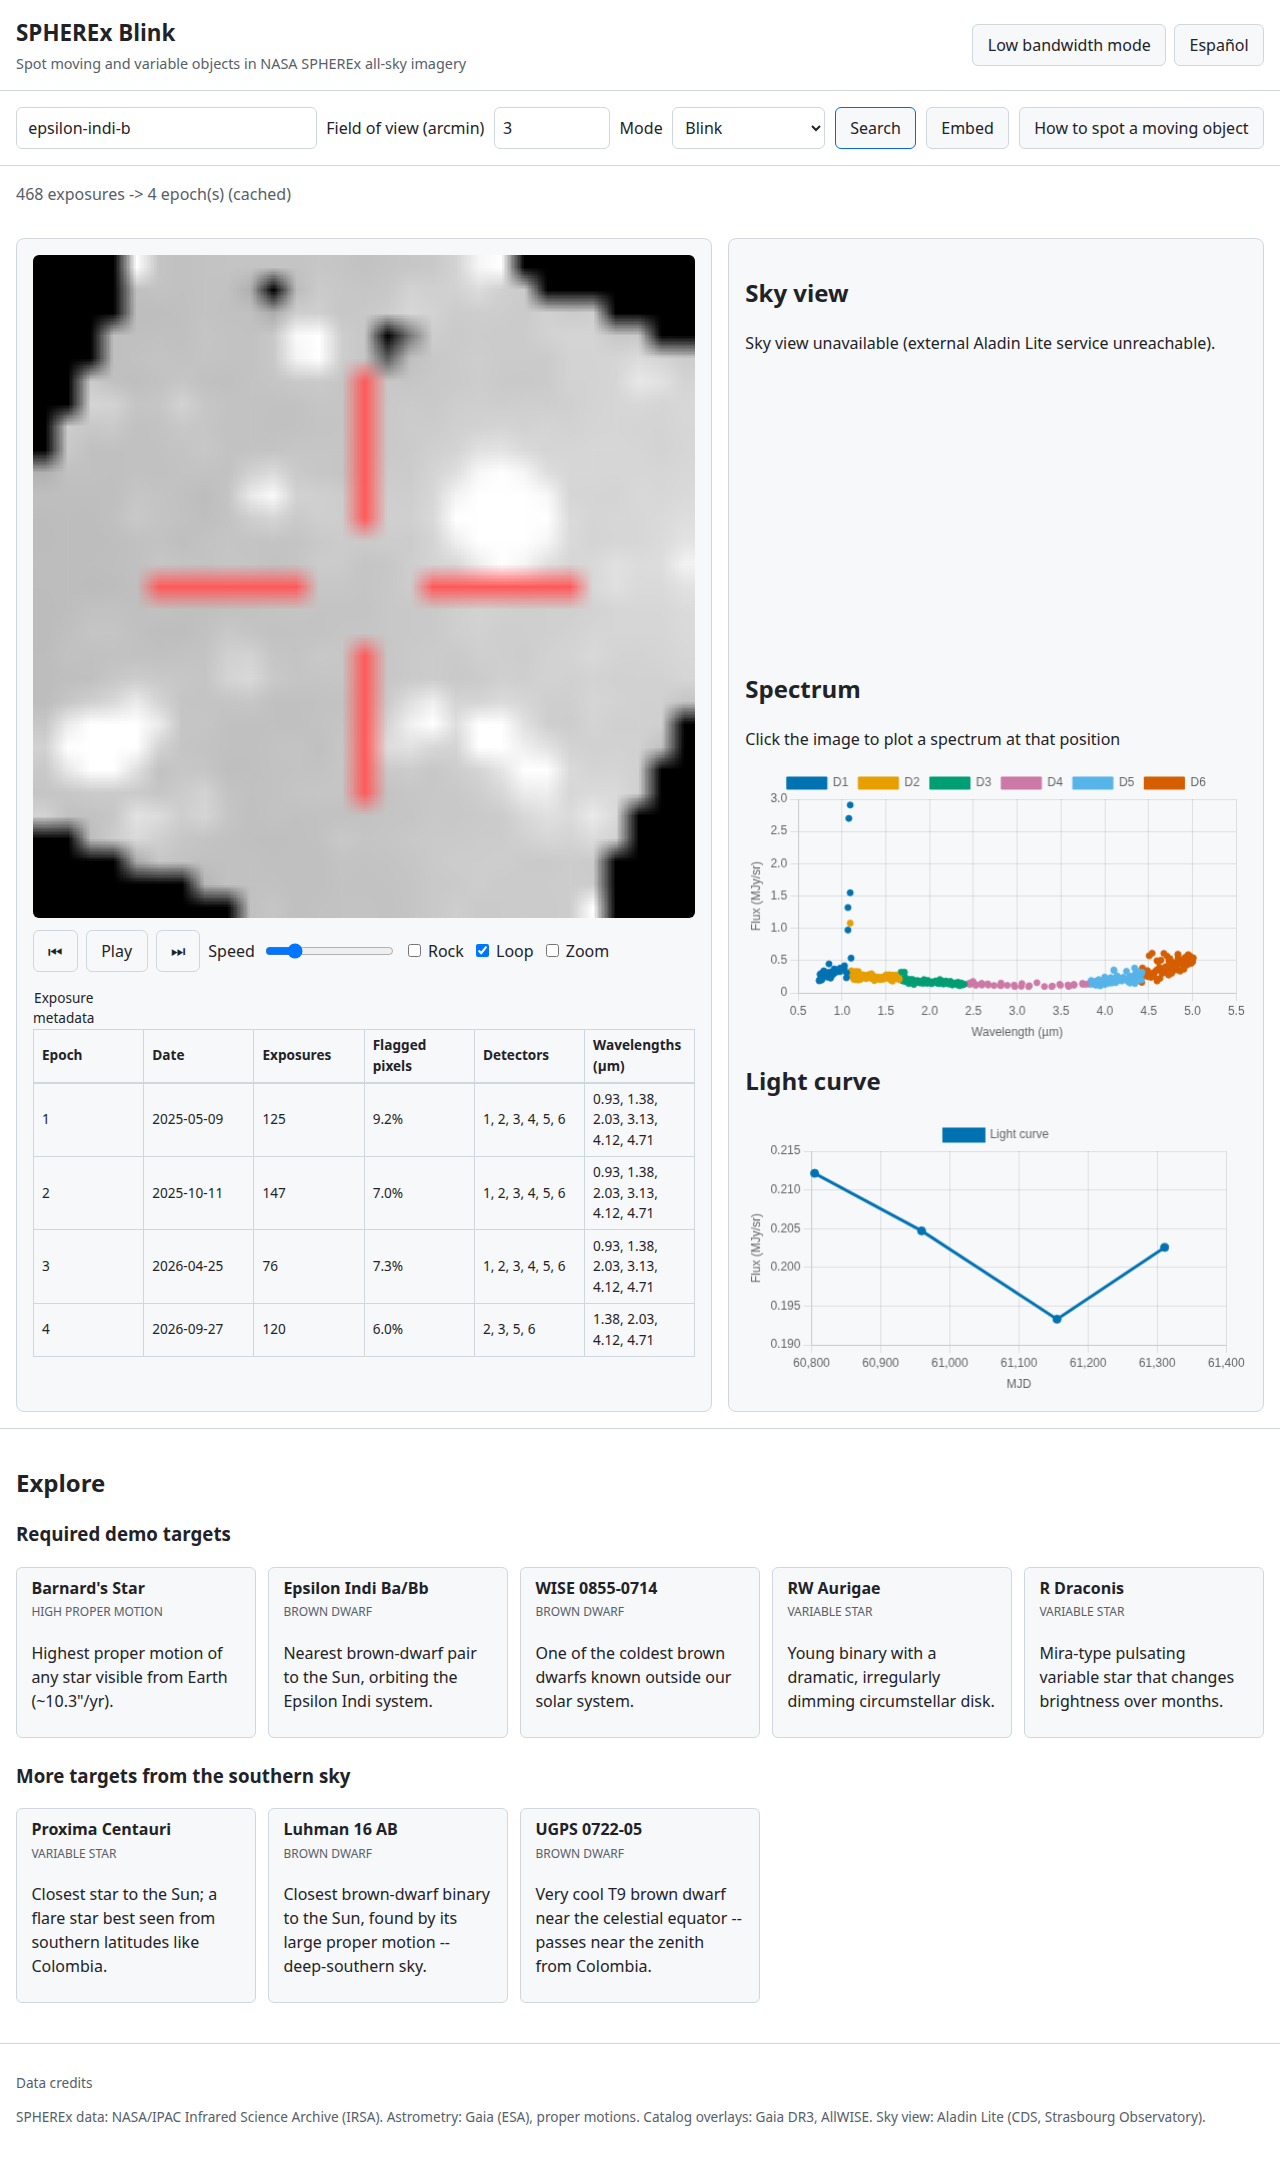 SPHEREx Blink
Spot moving and variable objects in NASA SPHEREx all-sky imagery
Low bandwidth mode
Español
epsilon-indi-b
Field of view (arcmin)
3
Mode
Blink
Search
Embed
How to spot a moving object
468 exposures -> 4 epoch(s) (cached)
Play
Speed
Rock
Loop
Zoom
Exposure
metadata
Epoch Date Exposures Flagged pixels Detectors Wavelengths (µm)
1 2025-05-09 125 9.2% 1, 2, 3, 4, 5, 6 0.93, 1.38, 2.03, 3.13, 4.12, 4.71
2 2025-10-11 147 7.0% 1, 2, 3, 4, 5, 6 0.93, 1.38, 2.03, 3.13, 4.12, 4.71
3 2026-04-25 76 7.3% 1, 2, 3, 4, 5, 6 0.93, 1.38, 2.03, 3.13, 4.12, 4.71
4 2026-09-27 120 6.0% 2, 3, 5, 6 1.38, 2.03, 4.12, 4.71
Sky view
Sky view unavailable (external Aladin Lite service unreachable).
Spectrum
Click the image to plot a spectrum at that position
D1 D2 D3 D4 D5 D6
3.0
2.5
2.0
1.5
1.0
0.5
0
Flux (MJy/sr)
0.5 1.0 1.5 2.0 2.5 3.0 3.5 4.0 4.5 5.0 5.5
Wavelength (µm)
Light curve
Light curve
0.215
0.210
0.205
0.200
0.195
0.190
Flux (MJy/sr)
60,800 60,900 61,000 61,100 61,200 61,300 61,400
MJD
Explore
Required demo targets
Barnard's Star
HIGH PROPER MOTION
Highest proper motion of
any star visible from Earth
(~10.3"/yr).
Epsilon Indi Ba/Bb
BROWN DWARF
Nearest brown-dwarf pair
to the Sun, orbiting the
Epsilon Indi system.
WISE 0855-0714
BROWN DWARF
One of the coldest brown
dwarfs known outside our
solar system.
RW Aurigae
VARIABLE STAR
Young binary with a
dramatic, irregularly
dimming circumstellar disk.
R Draconis
VARIABLE STAR
Mira-type pulsating
variable star that changes
brightness over months.
More targets from the southern sky
Proxima Centauri
VARIABLE STAR
Closest star to the Sun; a
flare star best seen from
southern latitudes like
Colombia.
Luhman 16 AB
BROWN DWARF
Closest brown-dwarf binary
to the Sun, found by its
large proper motion --
deep-southern sky.
UGPS 0722-05
BROWN DWARF
Very cool T9 brown dwarf
near the celestial equator --
passes near the zenith
from Colombia.
Data credits
SPHEREx data: NASA/IPAC Infrared Science Archive (IRSA). Astrometry: Gaia (ESA), proper motions. Catalog overlays: Gaia DR3, AllWISE. Sky view: Aladin Lite (CDS, Strasbourg Observatory).